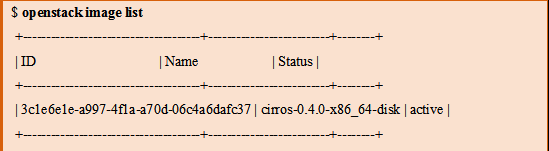 $ openstack image list
+--------------------------------------+--------------------------+--------+
| ID | Name | Status |
+--------------------------------------+--------------------------+--------+
| 3c1e6e1e-a997-4f1a-a70d-06c4a6dafc37 | cirros-0.4.0-x86_64-disk | active |
+--------------------------------------+--------------------------+--------+